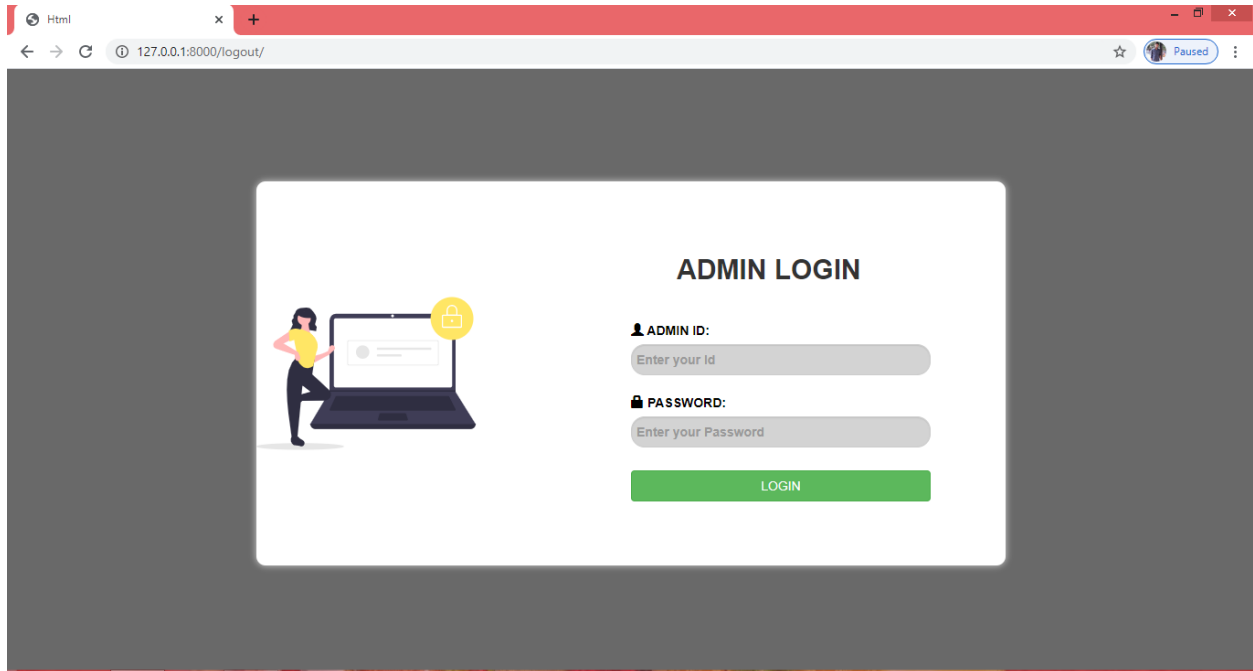 Html
127.0.0.1:8000/logout/
Paused
ADMIN LOGIN
ADMIN ID:
Enter your Id
PASSWORD:
Enter your Password
LOGIN